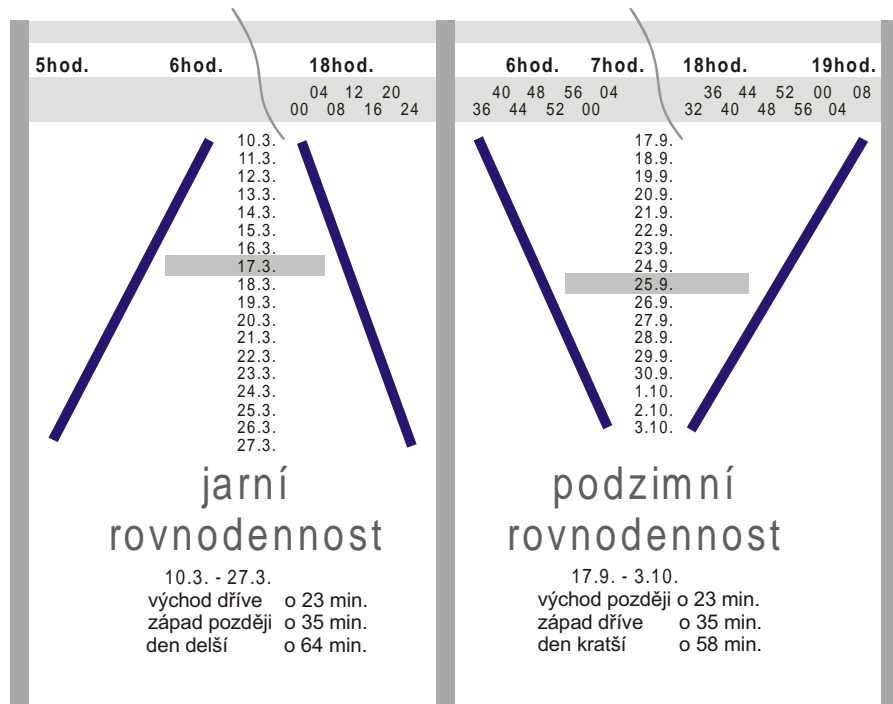 5hod. 6hod. 18hod.
04 12 20
00 08 16 24
10.3.
11.3.
12.3.
13.3.
14.3.
15.3.
16.3.
17.3.
18.3.
19.3.
20.3.
21.3.
22.3.
23.3.
24.3.
25.3.
26.3.
27.3.
jarní
rovnodennost
10.3. - 27.3.
východ dříve o 23 min.
západ později o 35 min.
den delší o 64 min.
6hod. 7hod. 18hod. 19hod.
40 48 56 04 36 44 52 00 08
36 44 52 00 32 40 48 56 04
17.9.
18.9.
19.9.
20.9.
21.9.
22.9.
23.9.
24.9.
25.9.
26.9.
27.9.
28.9.
29.9.
30.9.
1.10.
2.10.
3.10.
podzimní
rovnodennost
17.9. - 3.10.
východ později o 23 min.
západ dříve o 35 min.
den kratší o 58 min.